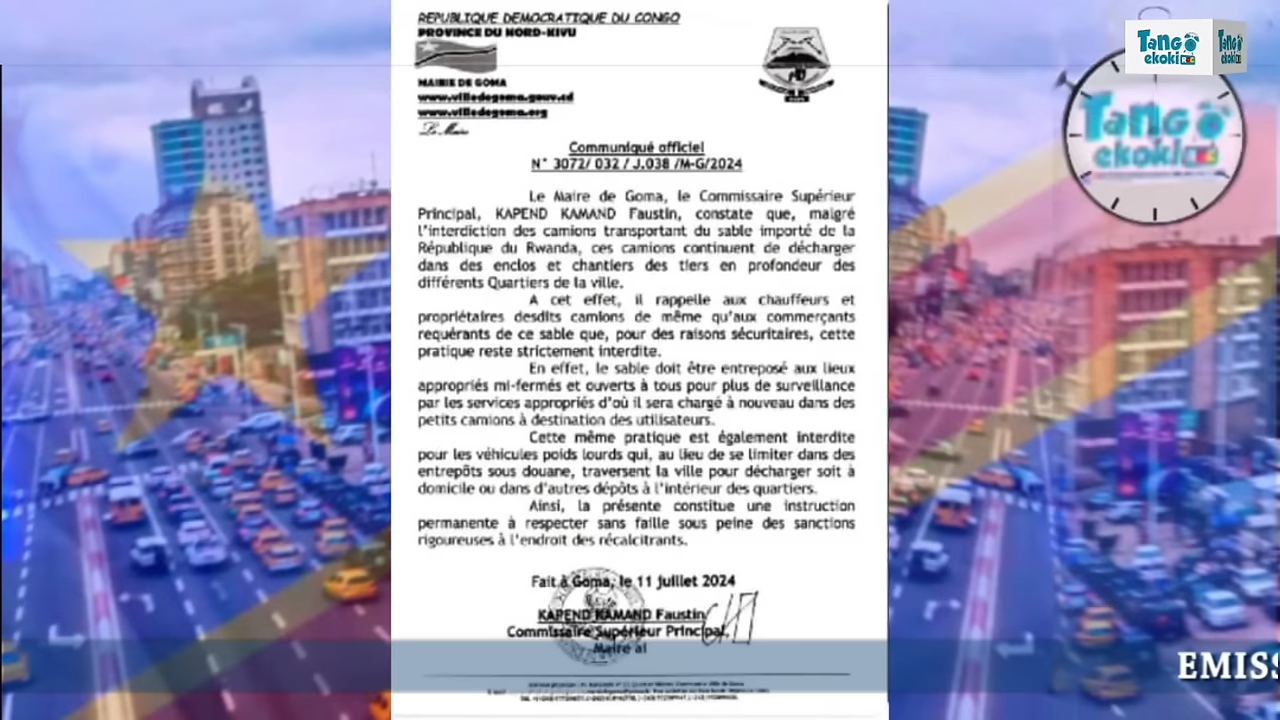 REPUBLIQUE DEMOCRATIQUE DU CONGO
PROVINCE DU NORD-KIVU
MAIRIE DE GOMA
www.villedegoma.gouv.cd
www.villedegoma.org
Le Maire
Communiqué officiel
N° 3072/ 032 / J.038 /M-G/2024
Le Maire de Goma, le Commissaire Supérieur
Principal, KAPEND KAMAND Faustin, constate que, malgré
l'interdiction des camions transportant du sable importé de la
République du Rwanda, ces camions continuent de décharger
dans des enclos et chantiers des tiers en profondeur des
différents Quartiers de la ville.
A cet effet, il rappelle aux chauffeurs et
propriétaires desdits camions de même qu'aux commerçants
requérants de ce sable que, pour des raisons sécuritaires, cette
pratique reste strictement interdite.
En effet, le sable doit être entreposé aux lieux
appropriés mi-fermés et ouverts à tous pour plus de surveillance
par les services appropriés d'où il sera chargé à nouveau dans des
petits camions à destination des utilisateurs.
Cette même pratique est également interdite
pour les véhicules poids lourds qui, au lieu de se limiter dans des
entrepôts sous douane, traversent la ville pour décharger soit à
domicile ou dans d'autres dépôts à l'intérieur des quartiers.
Ainsi, la présente constitue une instruction
permanente à respecter sans faille sous peine des sanctions
rigoureuses à l'endroit des récalcitrants.
Fait à Goma, le 11 juillet 2024
KAPEND KAMAND Faustin
Commissaire Supérieur Principal
Maire ai
Tango
ekoki
Tango
ekoki
Tango
ekoki
EMISS